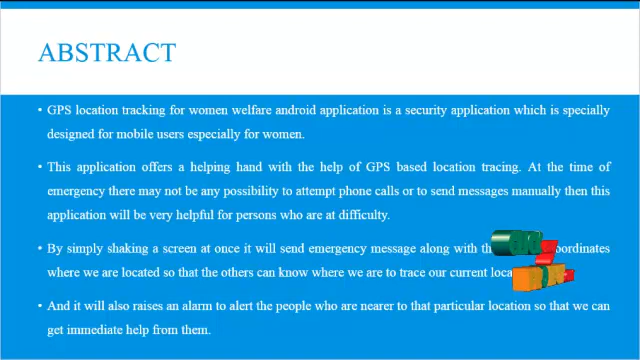 ABSTRACT
• GPS location tracking for women welfare android application is a security application which is specially
designed for mobile users especially for women.
• This application offers a helping hand with the help of GPS based location tracing. At the time of
emergency there may not be any possibility to attempt phone calls or to send messages manually then this
application will be very helpful for persons who are at difficulty.
• By simply shaking a screen at once it will send emergency message along with
where we are located so that the others can know where we are to trace our current
• And it will also raises an alarm to alert the people who are nearer to that particular location so that we can
get immediate help from them.